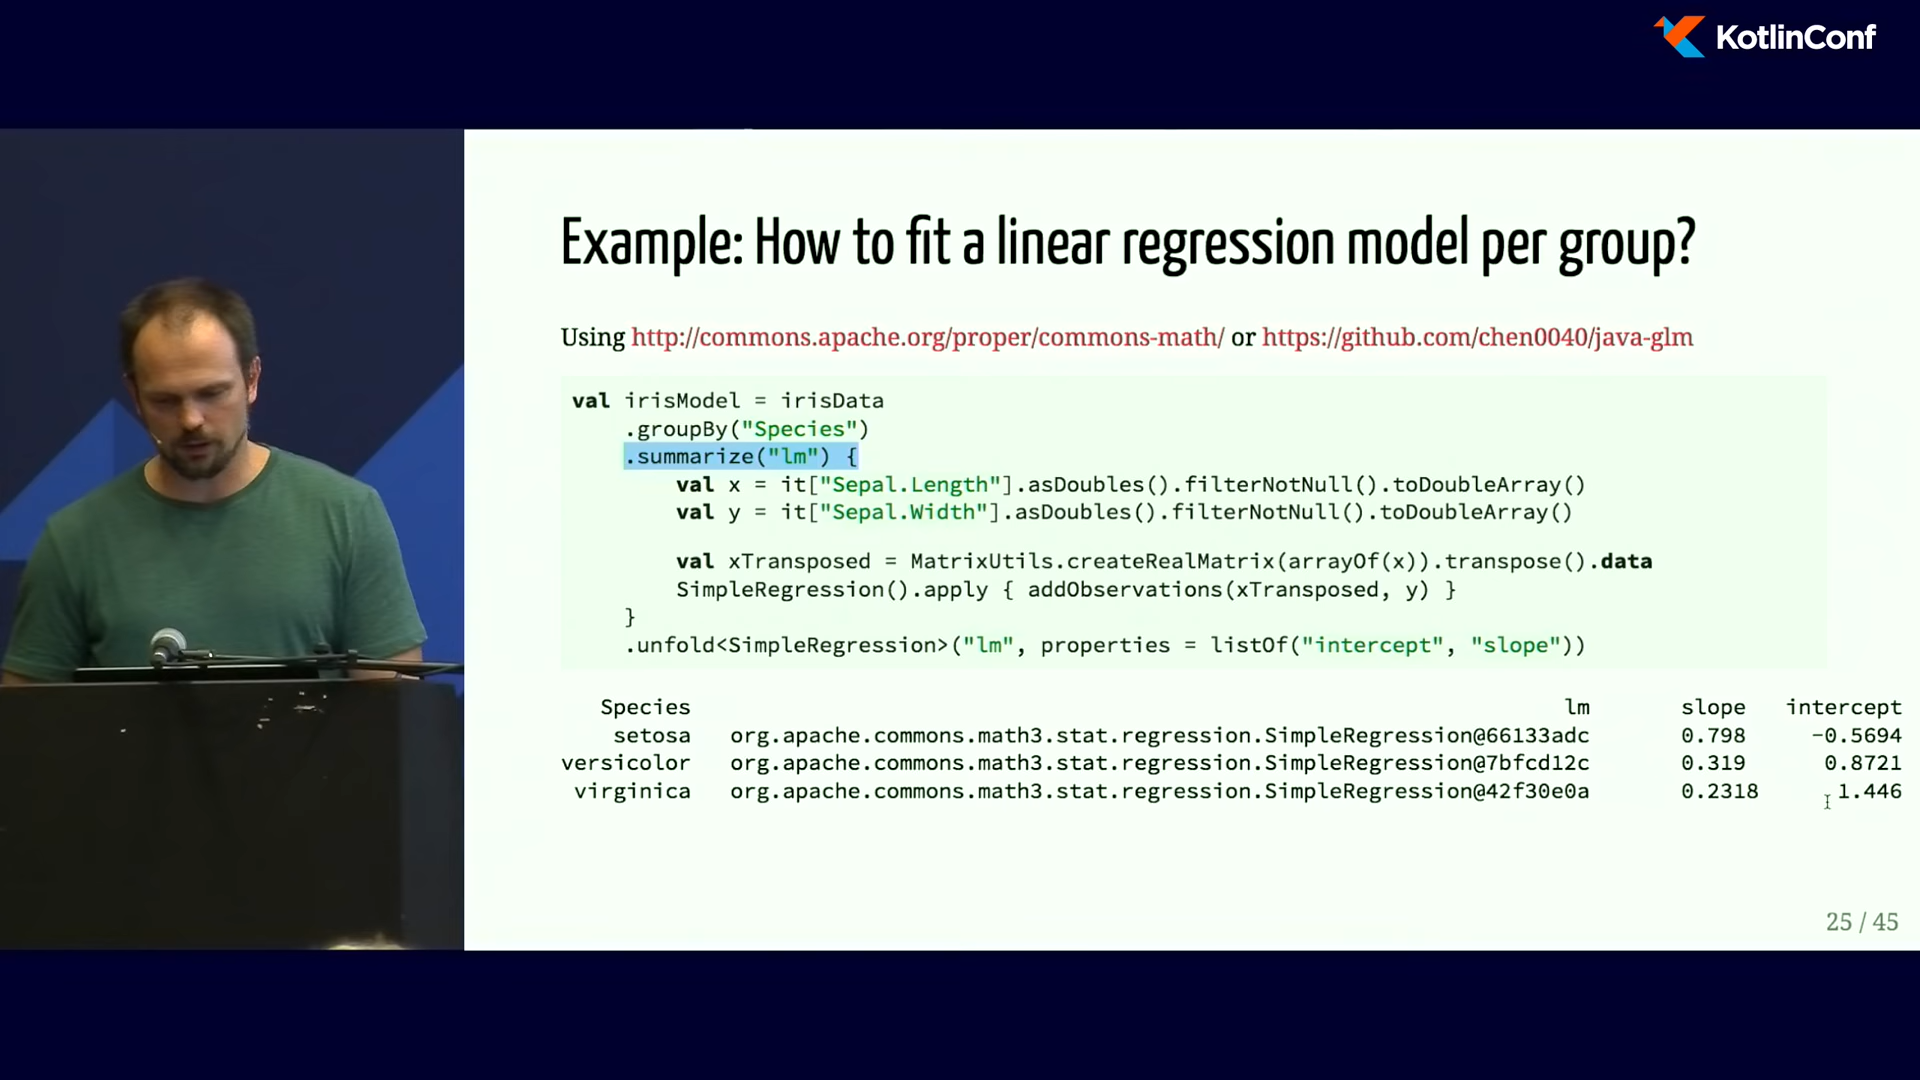 KotlinConf
Example: How to fit a linear regression model per group?
Using http://commons.apache.org/proper/commons-math/ or https://github.com/chen0040/java-glm
val irisModel = irisData
.groupBy("Species")
.summarize("lm") {
val x = it["Sepal.Length"].asDoubles().filterNotNull().toDoubleArray()
val y = it["Sepal.Width"].asDoubles().filterNotNull().toDoubleArray()
val xTransposed = MatrixUtils.createRealMatrix(arrayOf(x)).transpose().data
SimpleRegression().apply { addObservations(xTransposed, y) }
}
.unfold<SimpleRegression>("lm", properties = listOf("intercept", "slope"))
Species lm slope intercept
setosa org.apache.commons.math3.stat.regression.SimpleRegression@66133adc 0.798 -0.5694
versicolor org.apache.commons.math3.stat.regression.SimpleRegression@7bfcd12c 0.319 0.8721
virginica org.apache.commons.math3.stat.regression.SimpleRegression@42f30e0a 0.2318 1.446
25 / 45